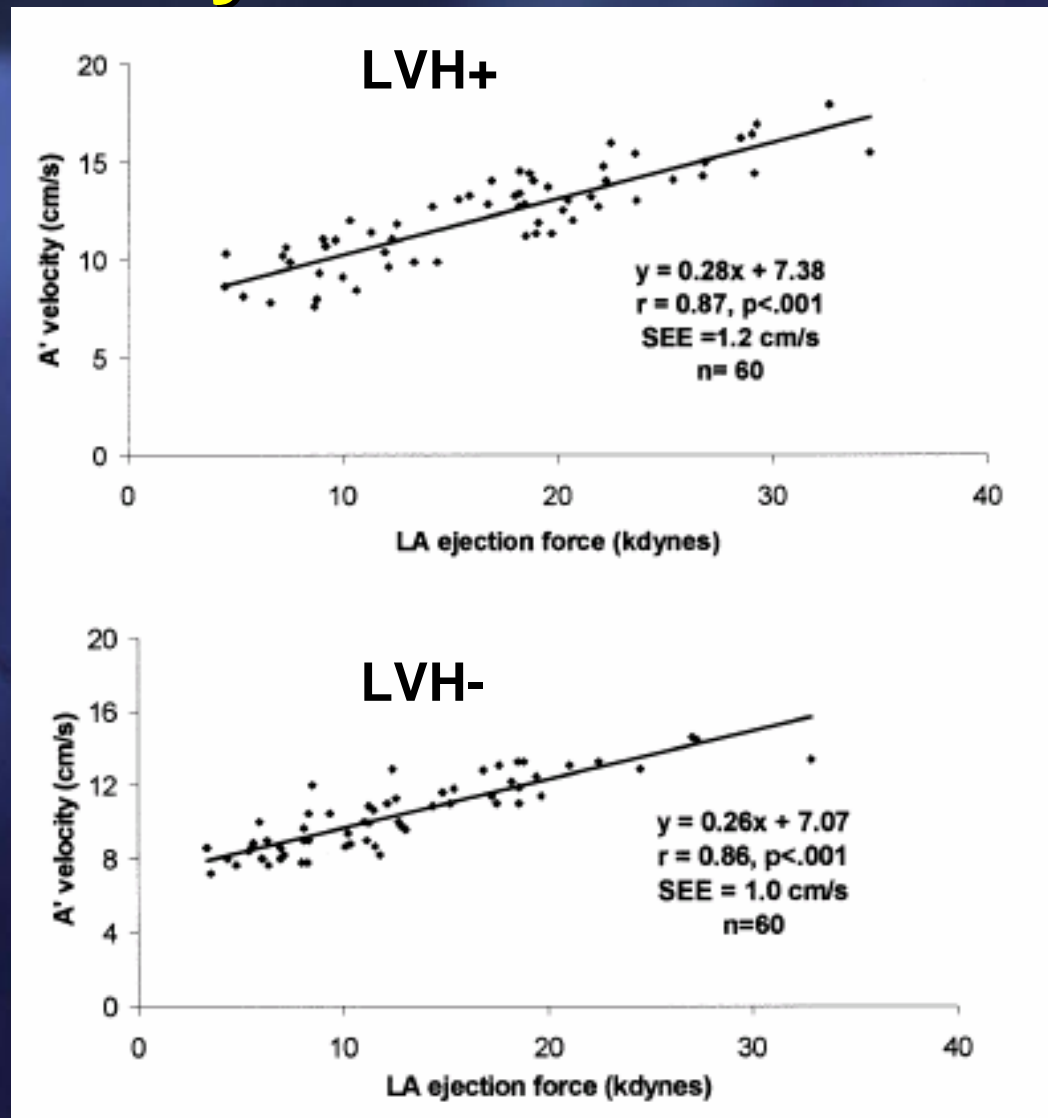 LVH+
20
15
10
5
0
A' velocity (cm/s)
y = 0.28x + 7.38
r = 0.87, p<.001
SEE =1.2 cm/s
n= 60
0 10 20 30 40
LA ejection force (kdynes)
LVH-
20
16
12
8
4
0
A' velocity (cm/s)
y = 0.26x + 7.07
r = 0.86, p<.001
SEE = 1.0 cm/s
n=60
0 10 20 30 40
LA ejection force (kdynes)